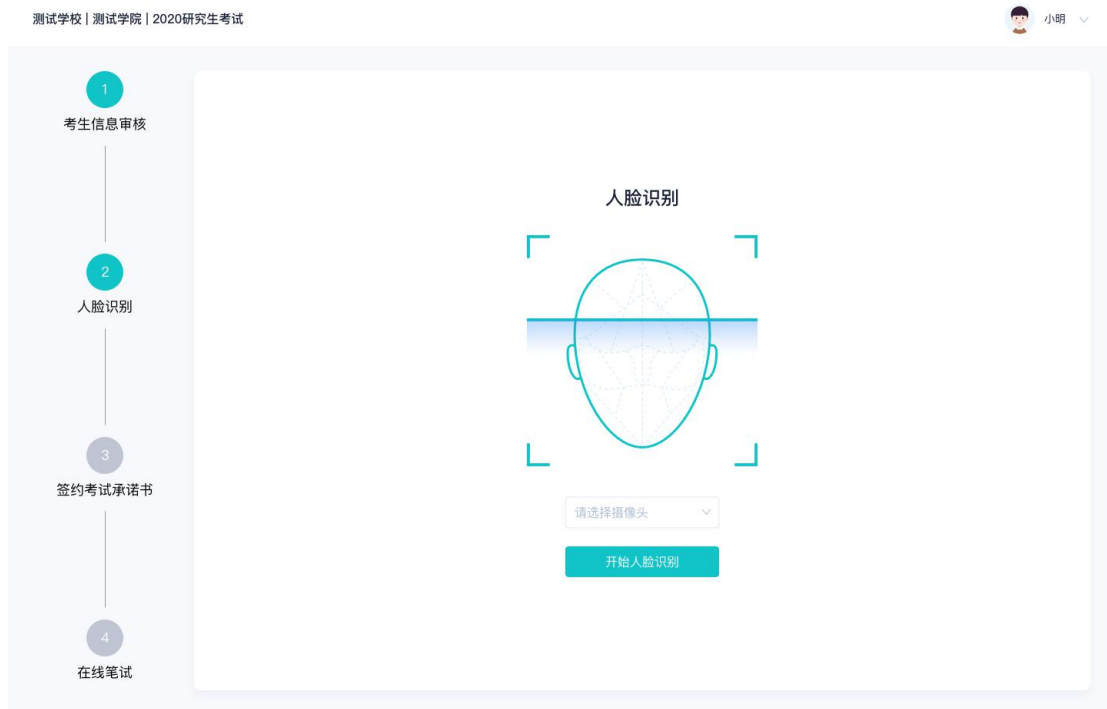 测试学校 | 测试学院 | 2020研究生考试
小明
1
考生信息审核
2
人脸识别
3
签约考试承诺书
4
在线笔试
人脸识别
请选择摄像头
开始人脸识别